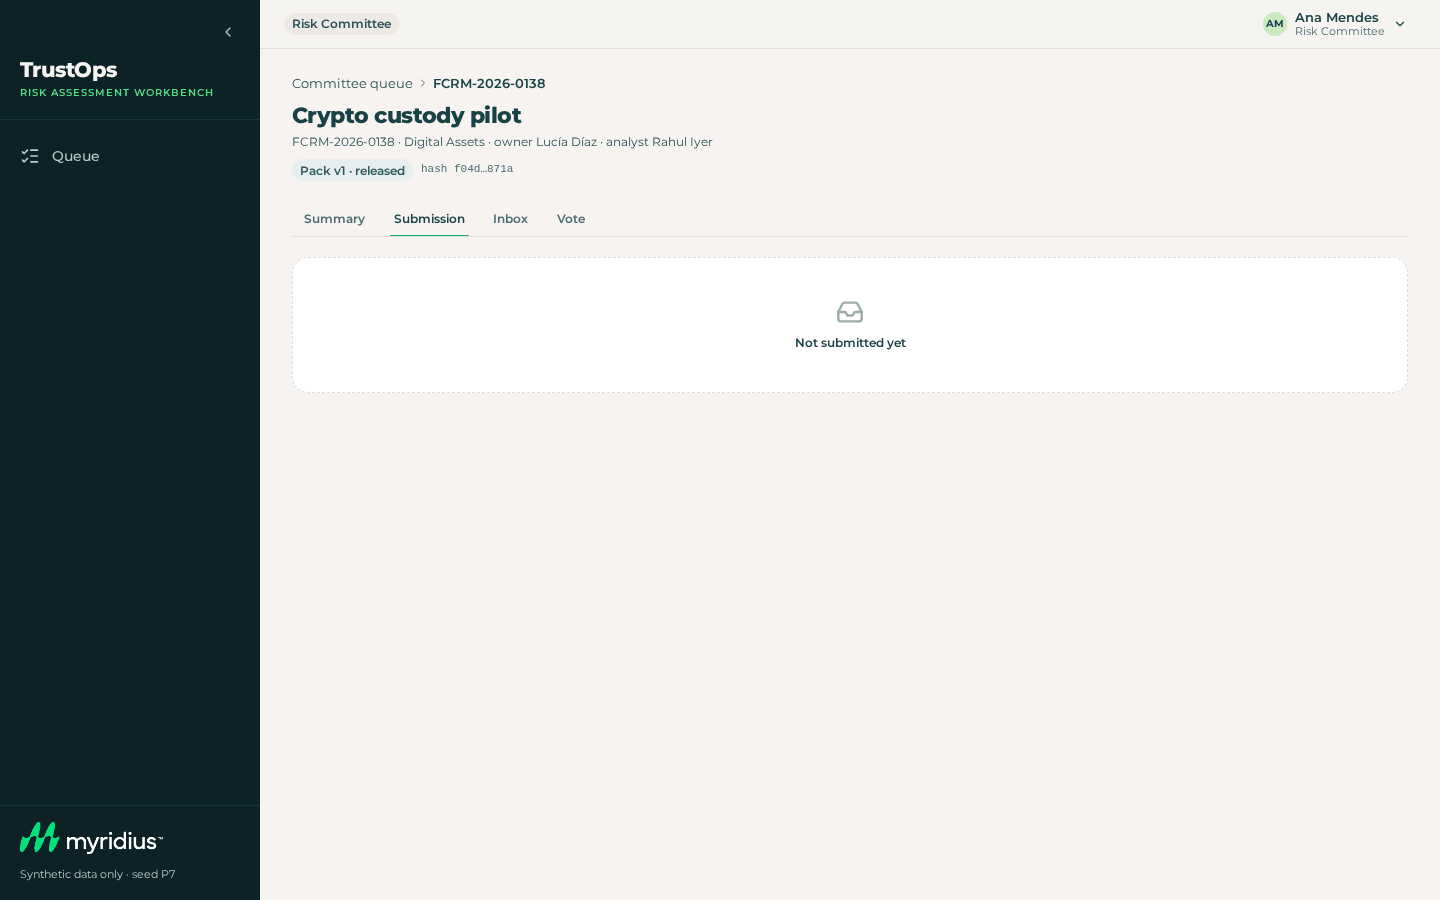 Risk Committee
AM
Ana Mendes
Risk Committee
TrustOps
RISK ASSESSMENT WORKBENCH
Queue
Committee queue › FCRM-2026-0138
Crypto custody pilot
FCRM-2026-0138 · Digital Assets · owner Lucía Díaz · analyst Rahul Iyer
Pack v1 · released hash f04d…871a
Summary Submission Inbox Vote
Not submitted yet
myridius™
Synthetic data only · seed P7